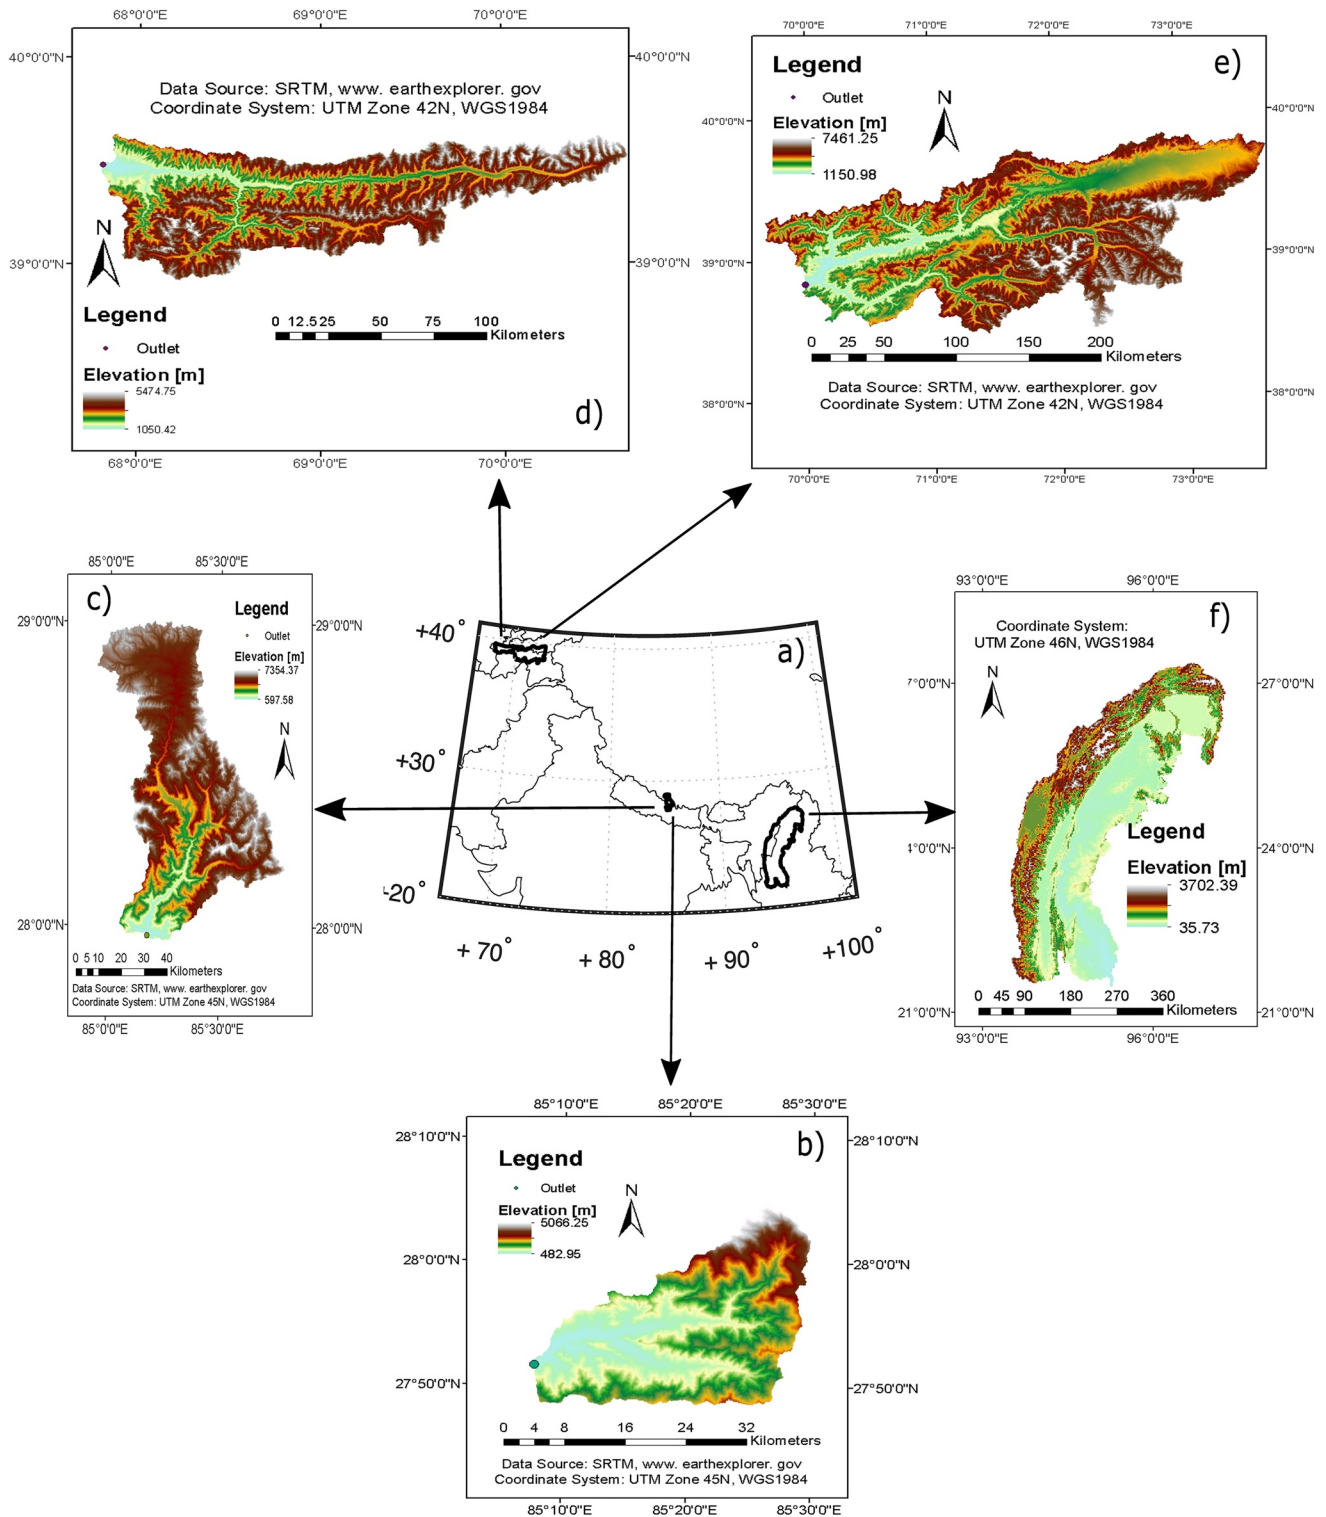 68°0'0"E
69°0'0"E
70°0'0"E
40°0'0"N
40°0'0"N
Data Source: SRTM, www. earthexplorer. gov
Coordinate System: UTM Zone 42N, WGS1984
N
39°0'0"N
39°0'0"N
Legend
Outlet
Elevation [m]
5474.75
1050.42
0 12.5 25 50 75 100
Kilometers
d)
68°0'0"E
69°0'0"E
70°0'0"E
70°0'0"E
71°0'0"E
72°0'0"E
73°0'0"E
Legend
e)
Outlet
Elevation [m]
7461.25
1150.98
N
40°0'0"N
40°0'0"N
39°0'0"N
39°0'0"N
0 25 50 100 150 200
Kilometers
Data Source: SRTM, www. earthexplorer. gov
Coordinate System: UTM Zone 42N, WGS1984
38°0'0"N
38°0'0"N
70°0'0"E
71°0'0"E
72°0'0"E
73°0'0"E
85°0'0"E
85°30'0"E
c)
Legend
Outlet
Elevation [m]
7354.37
597.58
N
29°0'0"N
29°0'0"N
28°0'0"N
28°0'0"N
0 5 10 20 30 40
Kilometers
Data Source: SRTM, www. earthexplorer. gov
Coordinate System: UTM Zone 45N, WGS1984
85°0'0"E
85°30'0"E
+40°
a)
+30°
-20°
+ 70°
+ 80°
+ 90°
+100°
93°0'0"E
96°0'0"E
f)
Coordinate System:
UTM Zone 46N, WGS1984
N
7°0'0"N
27°0'0"N
1°0'0"N
24°0'0"N
Legend
Elevation [m]
3702.39
35.73
0 45 90 180 270 360
Kilometers
21°0'0"N
21°0'0"N
93°0'0"E
96°0'0"E
85°10'0"E
85°20'0"E
85°30'0"E
28°10'0"N
28°10'0"N
b)
Legend
Outlet
Elevation [m]
5066.25
482.95
N
28°0'0"N
28°0'0"N
27°50'0"N
27°50'0"N
0 4 8 16 24 32
Kilometers
Data Source: SRTM, www. earthexplorer. gov
Coordinate System: UTM Zone 45N, WGS1984
85°10'0"E
85°20'0"E
85°30'0"E